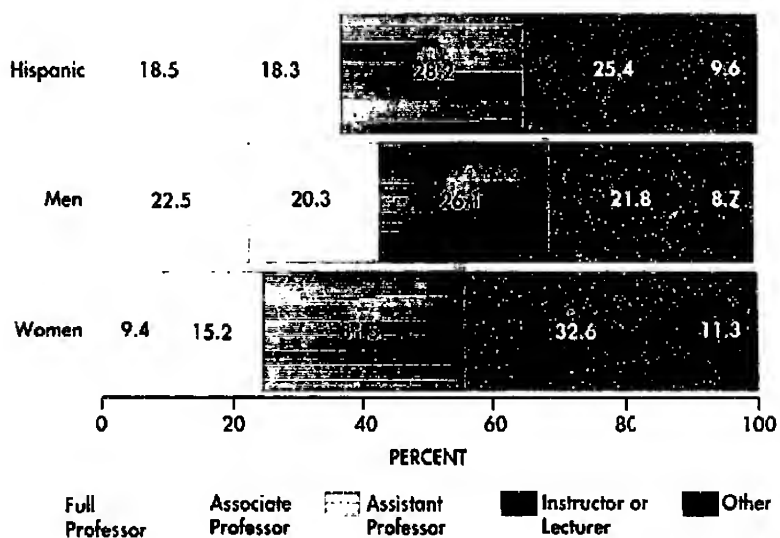 Hispanic 18.5 18.3 28.2 25.4 9.6
Men 22.5 20.3 26.1 21.8 8.7
Women 9.4 15.2 32.6 11.3
0 20 40 60 80 100
PERCENT
Full Professor
Associate Professor
Assistant Professor
Instructor or Lecturer
Other